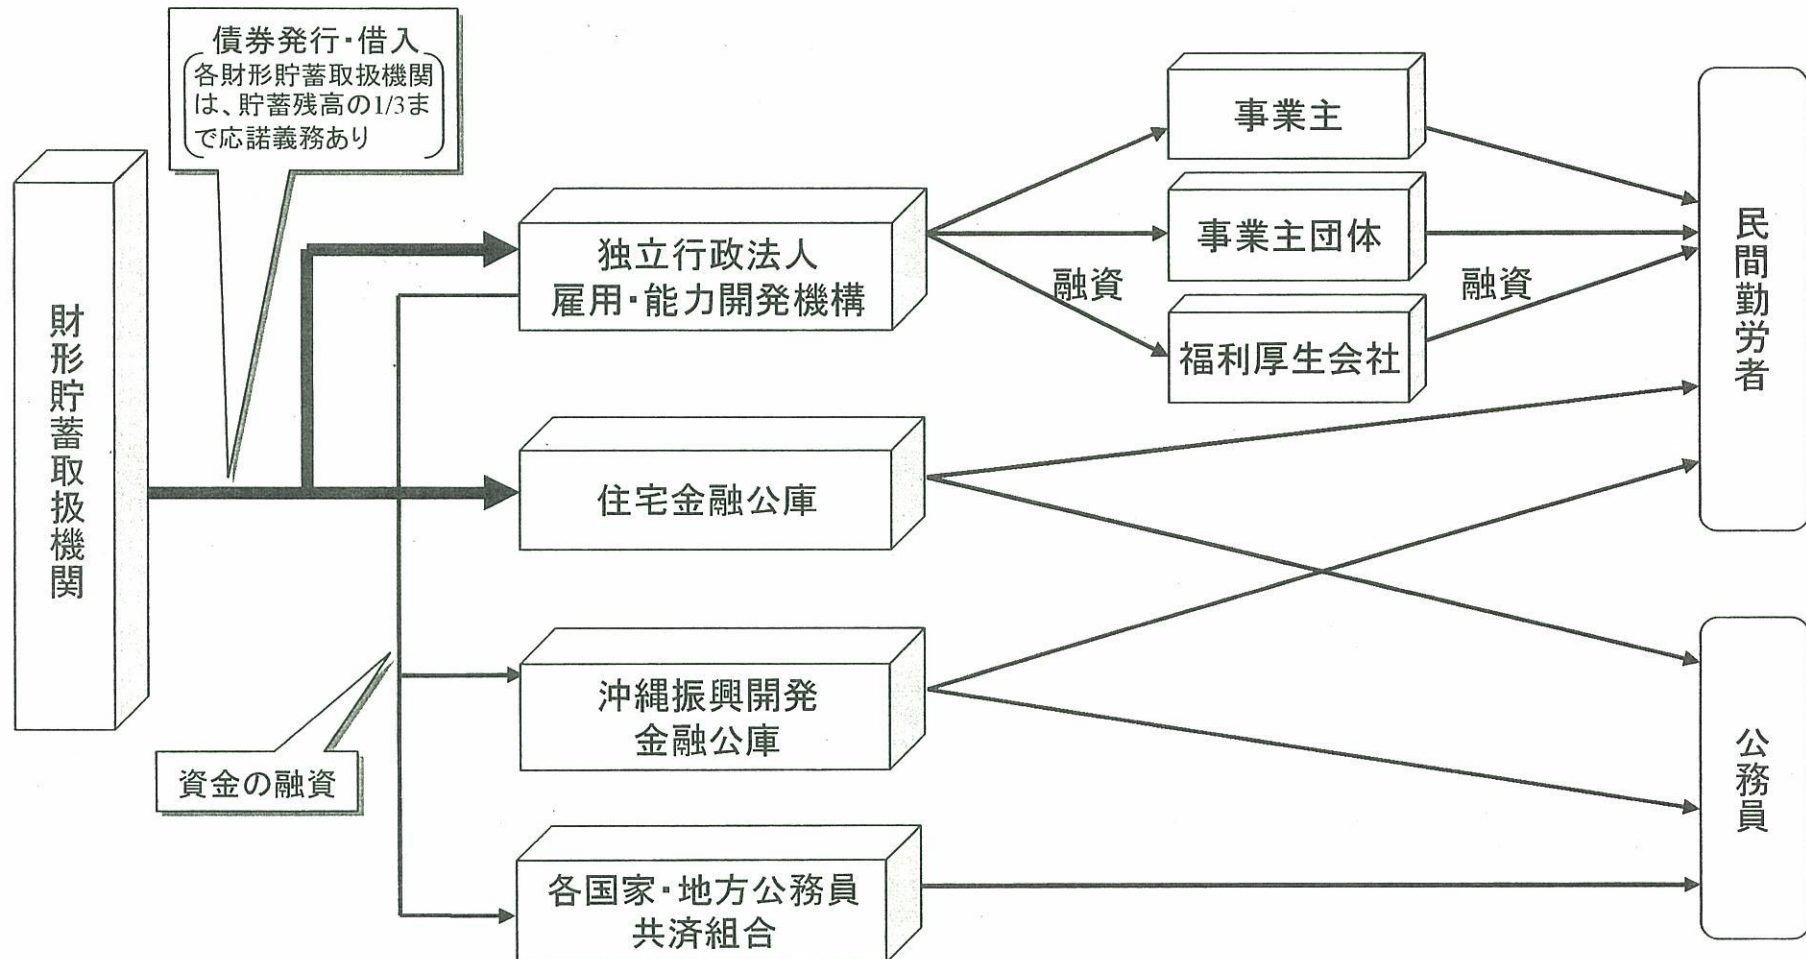 債券発行・借入
各財形貯蓄取扱機関
は、貯蓄残高の1/3ま
で応諾義務あり
財形貯蓄取扱機関
独立行政法人
雇用・能力開発機構
住宅金融公庫
沖縄振興開発
金融公庫
各国家・地方公務員
共済組合
資金の融資
事業主
事業主団体
福利厚生会社
融資
融資
民間勤労者
公務員